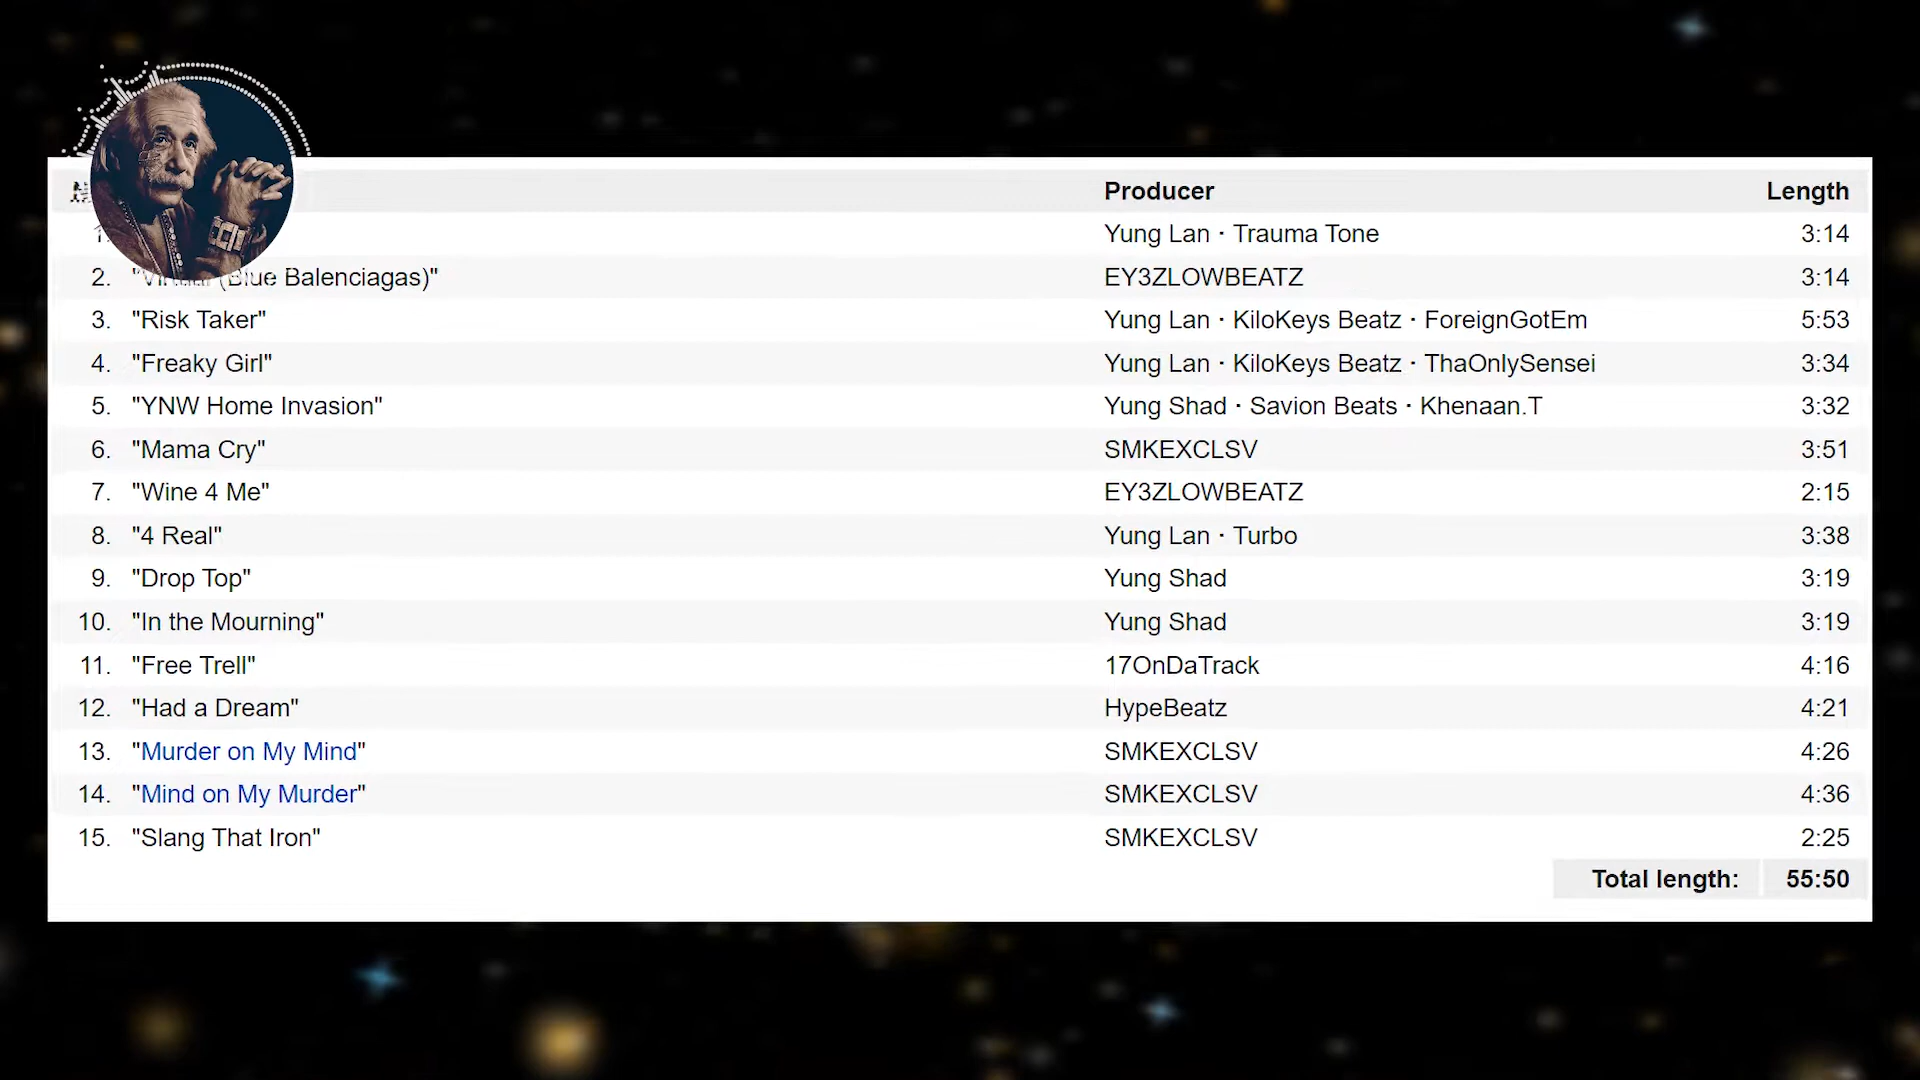 Producer Length
1. Yung Lan · Trauma Tone 3:14
2. (Blue Balenciagas)" EY3ZLOWBEATZ 3:14
3. "Risk Taker" Yung Lan · KiloKeys Beatz · ForeignGotEm 5:53
4. "Freaky Girl" Yung Lan · KiloKeys Beatz · ThaOnlySensei 3:34
5. "YNW Home Invasion" Yung Shad · Savion Beats · Khenaan.T 3:32
6. "Mama Cry" SMKEXCLSV 3:51
7. "Wine 4 Me" EY3ZLOWBEATZ 2:15
8. "4 Real" Yung Lan · Turbo 3:38
9. "Drop Top" Yung Shad 3:19
10. "In the Mourning" Yung Shad 3:19
11. "Free Trell" 17OnDaTrack 4:16
12. "Had a Dream" HypeBeatz 4:21
13. "Murder on My Mind" SMKEXCLSV 4:26
14. "Mind on My Murder" SMKEXCLSV 4:36
15. "Slang That Iron" SMKEXCLSV 2:25
Total length: 55:50